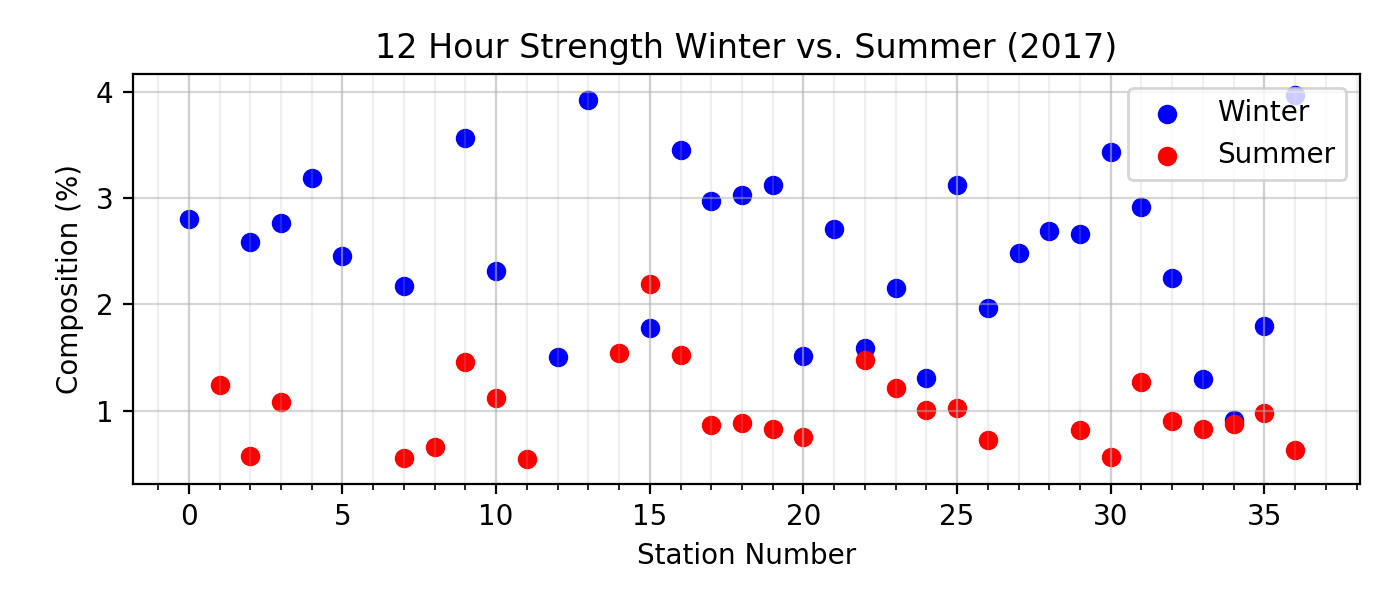 12 Hour Strength Winter vs. Summer (2017)
4
3
2
1
Composition (%)
Winter
Summer
0 5 10 15 20 25 30 35
Station Number